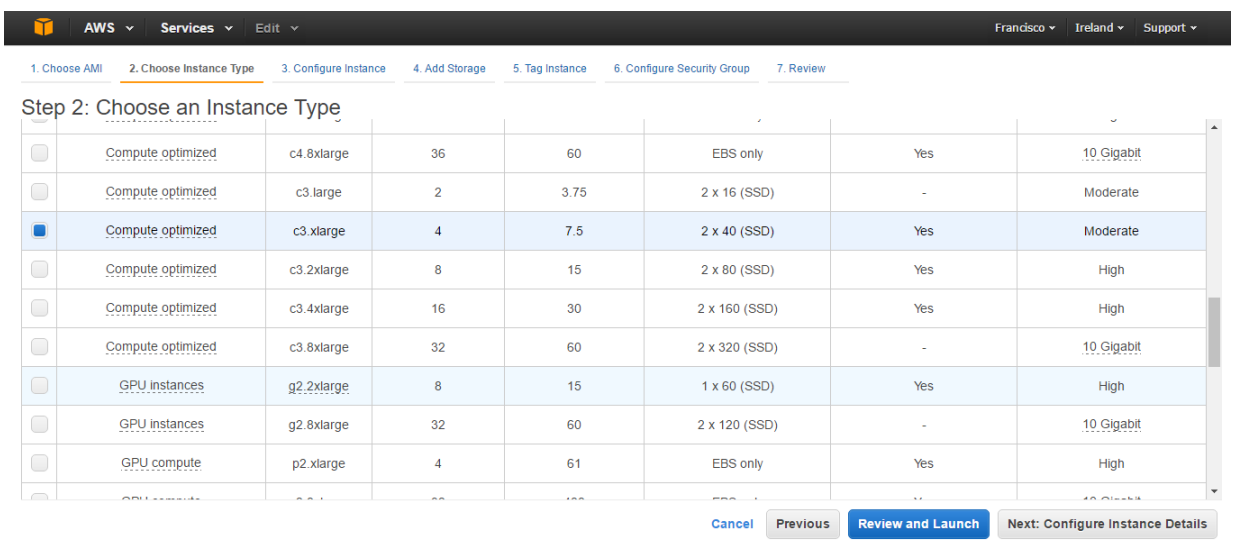 AWS Services Edit Francisco Ireland Support
1. Choose AMI 2. Choose Instance Type 3. Configure Instance 4. Add Storage 5. Tag Instance 6. Configure Security Group 7. Review
Step 2: Choose an Instance Type
Compute optimized c4.8xlarge 36 60 EBS only Yes 10 Gigabit
Compute optimized c3.large 2 3.75 2 x 16 (SSD) - Moderate
Compute optimized c3.xlarge 4 7.5 2 x 40 (SSD) Yes Moderate
Compute optimized c3.2xlarge 8 15 2 x 80 (SSD) Yes High
Compute optimized c3.4xlarge 16 30 2 x 160 (SSD) Yes High
Compute optimized c3.8xlarge 32 60 2 x 320 (SSD) - 10 Gigabit
GPU instances g2.2xlarge 8 15 1 x 60 (SSD) Yes High
GPU instances g2.8xlarge 32 60 2 x 120 (SSD) - 10 Gigabit
GPU compute p2.xlarge 4 61 EBS only Yes High
Cancel Previous Review and Launch Next: Configure Instance Details